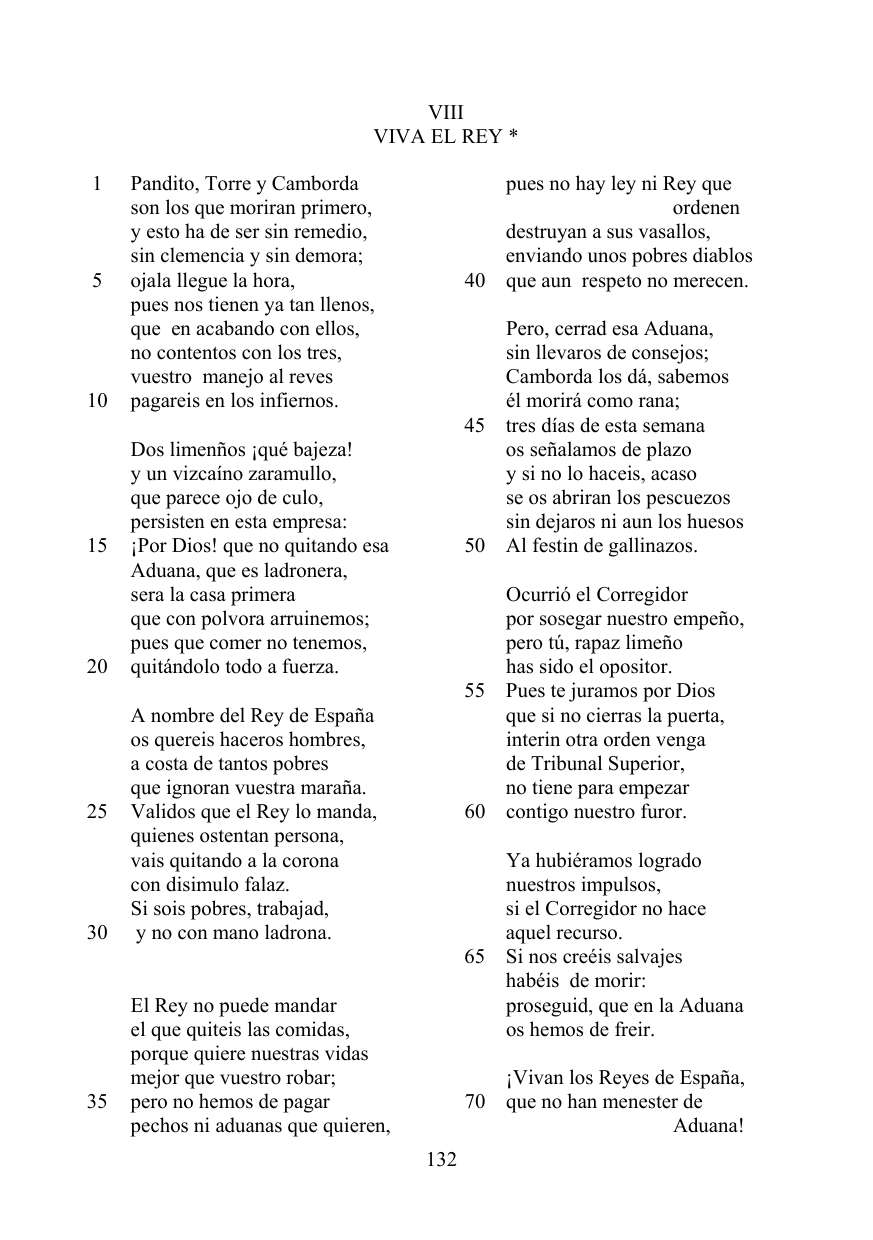 VIII
VIVA EL REY *
1 Pandito, Torre y Camborda
son los que moriran primero,
y esto ha de ser sin remedio,
sin clemencia y sin demora;
5 ojala llegue la hora,
pues nos tienen ya tan llenos,
que en acabando con ellos,
no contentos con los tres,
vuestro manejo al reves
10 pagareis en los infiernos.
Dos limenños ¡qué bajeza!
y un vizcaíno zaramullo,
que parece ojo de culo,
persisten en esta empresa:
15 ¡Por Dios! que no quitando esa
Aduana, que es ladronera,
sera la casa primera
que con polvora arruinemos;
pues que comer no tenemos,
20 quitándolo todo a fuerza.
A nombre del Rey de España
os quereis haceros hombres,
a costa de tantos pobres
que ignoran vuestra maraña.
25 Validos que el Rey lo manda,
quienes ostentan persona,
vais quitando a la corona
con disimulo falaz.
Si sois pobres, trabajad,
30 y no con mano ladrona.
El Rey no puede mandar
el que quiteis las comidas,
porque quiere nuestras vidas
mejor que vuestro robar;
35 pero no hemos de pagar
pechos ni aduanas que quieren,
pues no hay ley ni Rey que
ordenen
destruyan a sus vasallos,
enviando unos pobres diablos
40 que aun respeto no merecen.
Pero, cerrad esa Aduana,
sin llevaros de consejos;
Camborda los dá, sabemos
él morirá como rana;
45 tres días de esta semana
os señalamos de plazo
y si no lo haceis, acaso
se os abriran los pescuezos
sin dejaros ni aun los huesos
50 Al festin de gallinazos.
Ocurrió el Corregidor
por sosegar nuestro empeño,
pero tú, rapaz limeño
has sido el opositor.
55 Pues te juramos por Dios
que si no cierras la puerta,
interin otra orden venga
de Tribunal Superior,
no tiene para empezar
60 contigo nuestro furor.
Ya hubiéramos logrado
nuestros impulsos,
si el Corregidor no hace
aquel recurso.
65 Si nos creéis salvajes
habéis de morir:
proseguid, que en la Aduana
os hemos de freir.
¡Vivan los Reyes de España,
70 que no han menester de
Aduana!
132